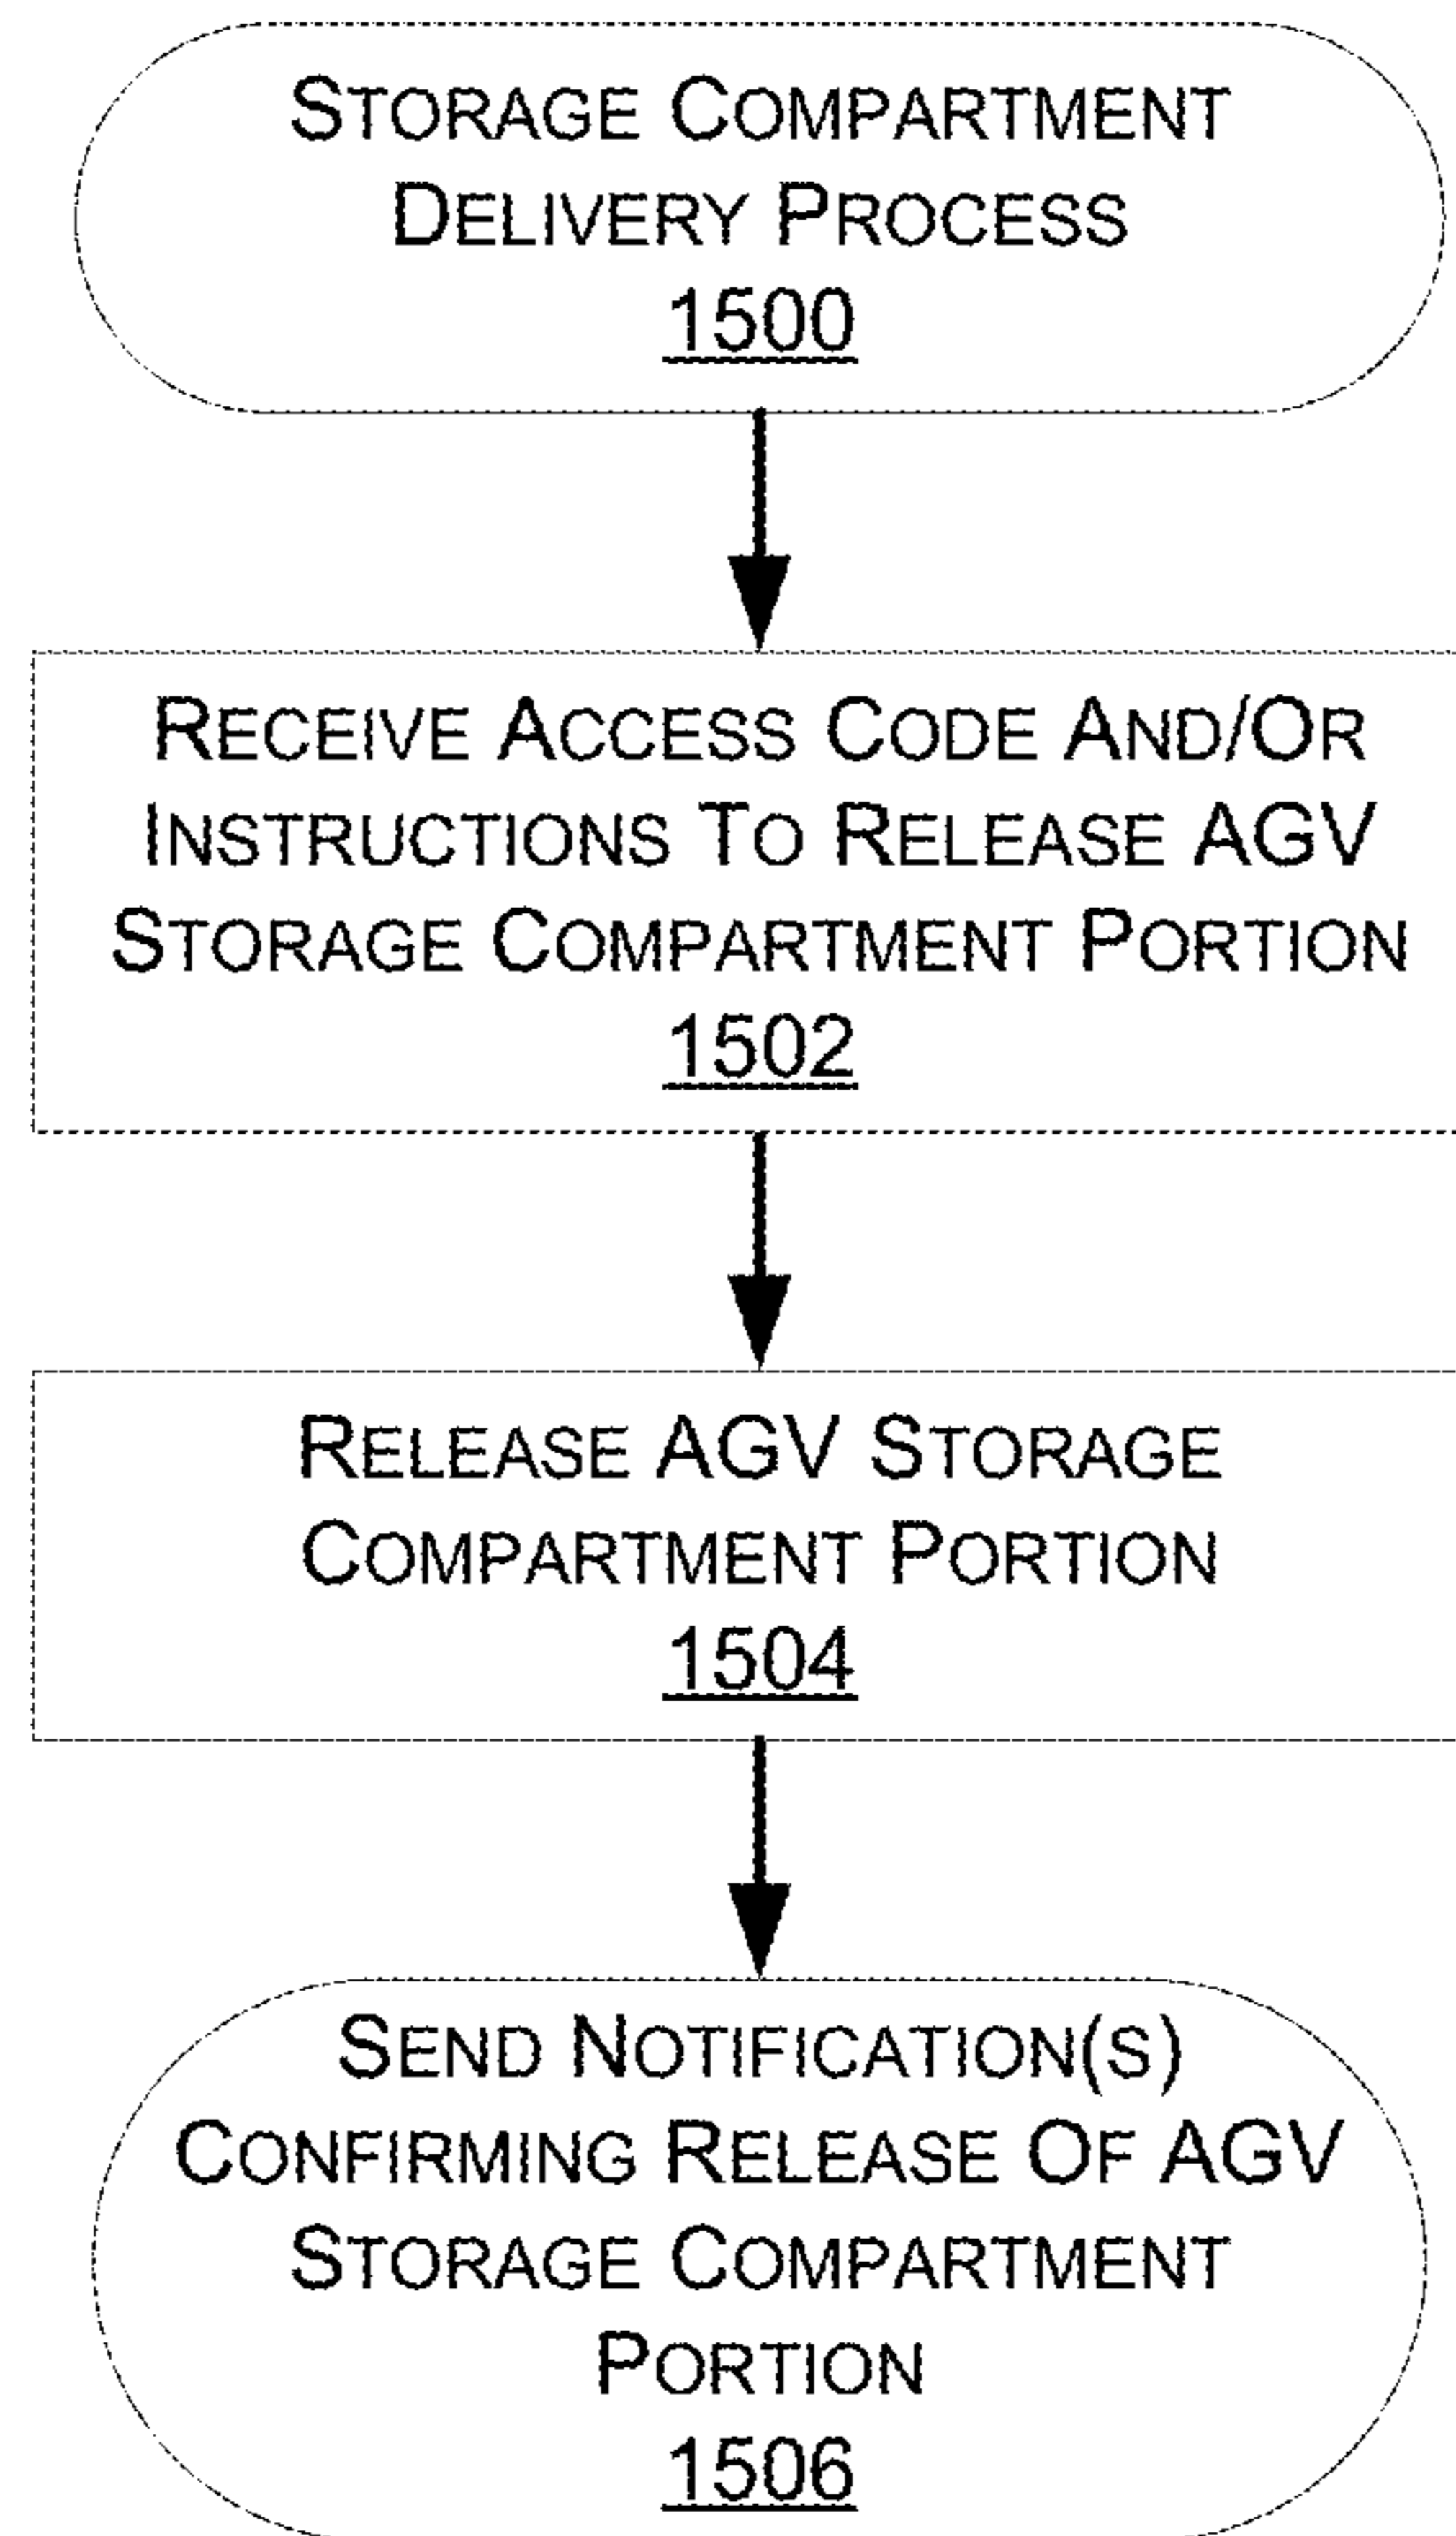 STORAGE COMPARTMENT
DELIVERY PROCESS
1500
RECEIVE ACCESS CODE AND/OR
INSTRUCTIONS TO RELEASE AGV
STORAGE COMPARTMENT PORTION
1502
RELEASE AGV STORAGE
COMPARTMENT PORTION
1504
SEND NOTIFICATION(S)
CONFIRMING RELEASE OF AGV
STORAGE COMPARTMENT
PORTION
1506